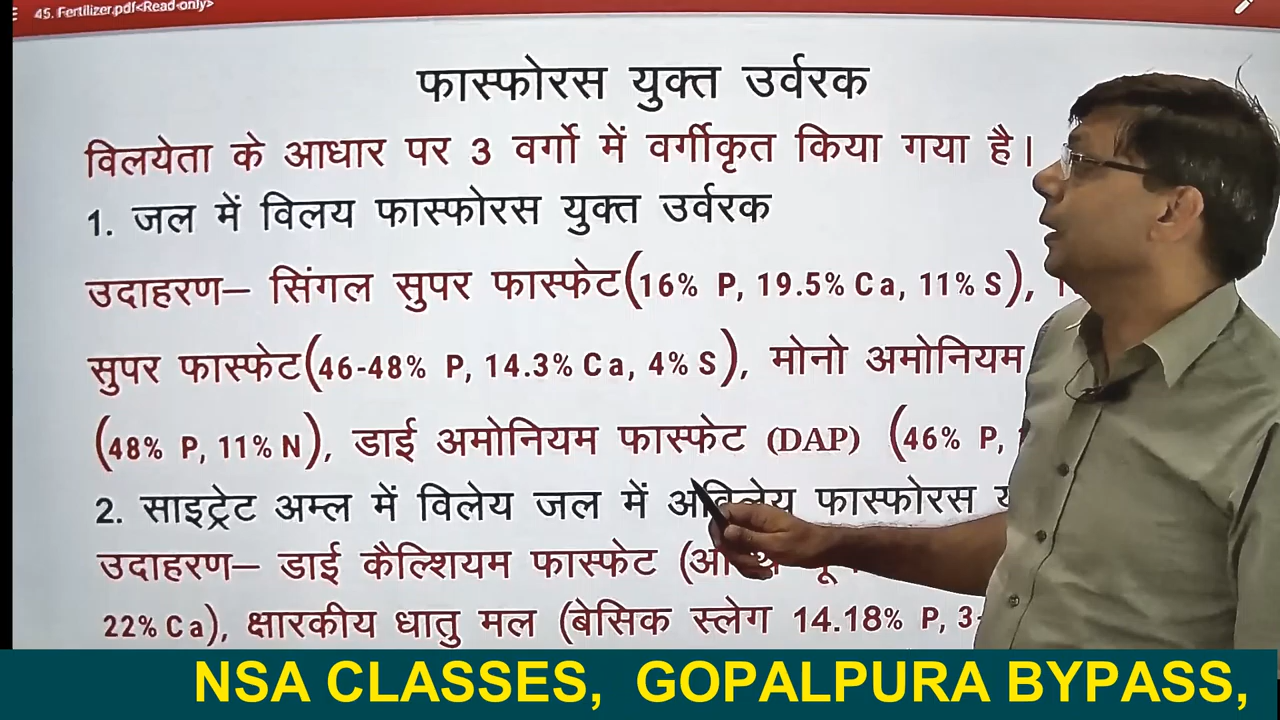 45. Fertilizer.pdf<Read-only>
फास्फोरस युक्त उर्वरक
विलयेता के आधार पर 3 वर्गो में वर्गीकृत किया गया है।
1. जल में विलय फास्फोरस युक्त उर्वरक
उदाहरण– सिंगल सुपर फास्फेट(16% P, 19.5% Ca, 11% S),
सुपर फास्फेट(46-48% P, 14.3% Ca, 4% S), मोनो अमोनियम
(48% P, 11% N), डाई अमोनियम फास्फेट (DAP) (46% P,
2. साइट्रेट अम्ल में विलेय जल में अविलेय फास्फोरस
उदाहरण– डाई कैल्शियम फास्फेट
22% Ca), क्षारकीय धातु मल (बेसिक स्लेग 14.18% P, 3-
NSA CLASSES, GOPALPURA BYPASS,